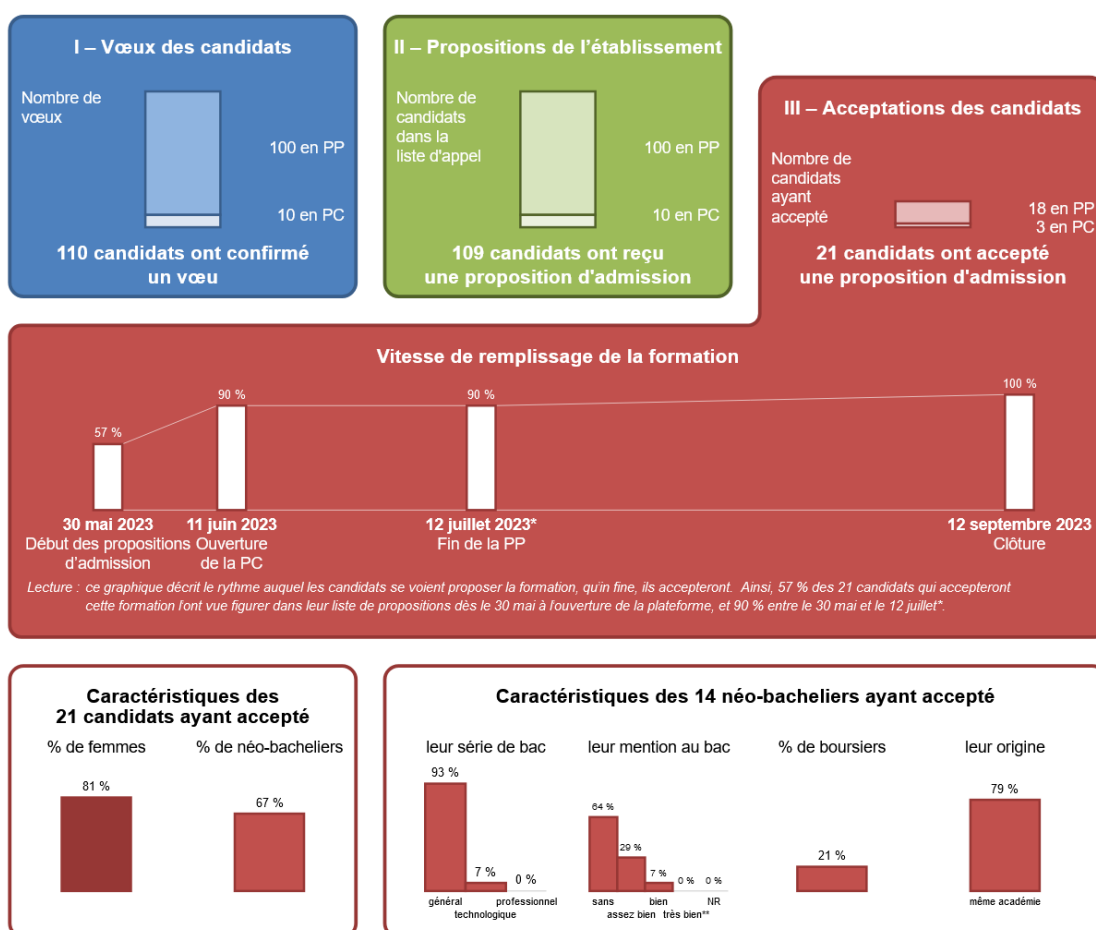 I – Vœux des candidats
Nombre de
vœux
100 en PP
10 en PC
110 candidats ont confirmé
un vœu
II – Propositions de l'établissement
Nombre de
candidats
dans la
liste d'appel
100 en PP
10 en PC
109 candidats ont reçu
une proposition d'admission
III – Acceptations des candidats
Nombre de
candidats
ayant
accepté
18 en PP
3 en PC
21 candidats ont accepté
une proposition d'admission
Vitesse de remplissage de la formation
57 %
90 %
90 %
100 %
30 mai 2023
Début des propositions
d'admission
11 juin 2023
Ouverture
de la PC
12 juillet 2023*
Fin de la PP
12 septembre 2023
Clôture
Lecture : ce graphique décrit le rythme auquel les candidats se voient proposer la formation, qu'in fine, ils accepteront. Ainsi, 57 % des 21 candidats qui accepteront
cette formation l'ont vue figurer dans leur liste de propositions dès le 30 mai à l'ouverture de la plateforme, et 90 % entre le 30 mai et le 12 juillet*.
Caractéristiques des
21 candidats ayant accepté
% de femmes
% de néo-bacheliers
81 %
67 %
Caractéristiques des 14 néo-bacheliers ayant accepté
leur série de bac
leur mention au bac
% de boursiers
leur origine
93 %
7 %
0 %
général
technologique
professionnel
64 %
29 %
7 %
0 %
0 %
sans
assez bien
bien
très bien**
NR
21 %
79 %
même académie